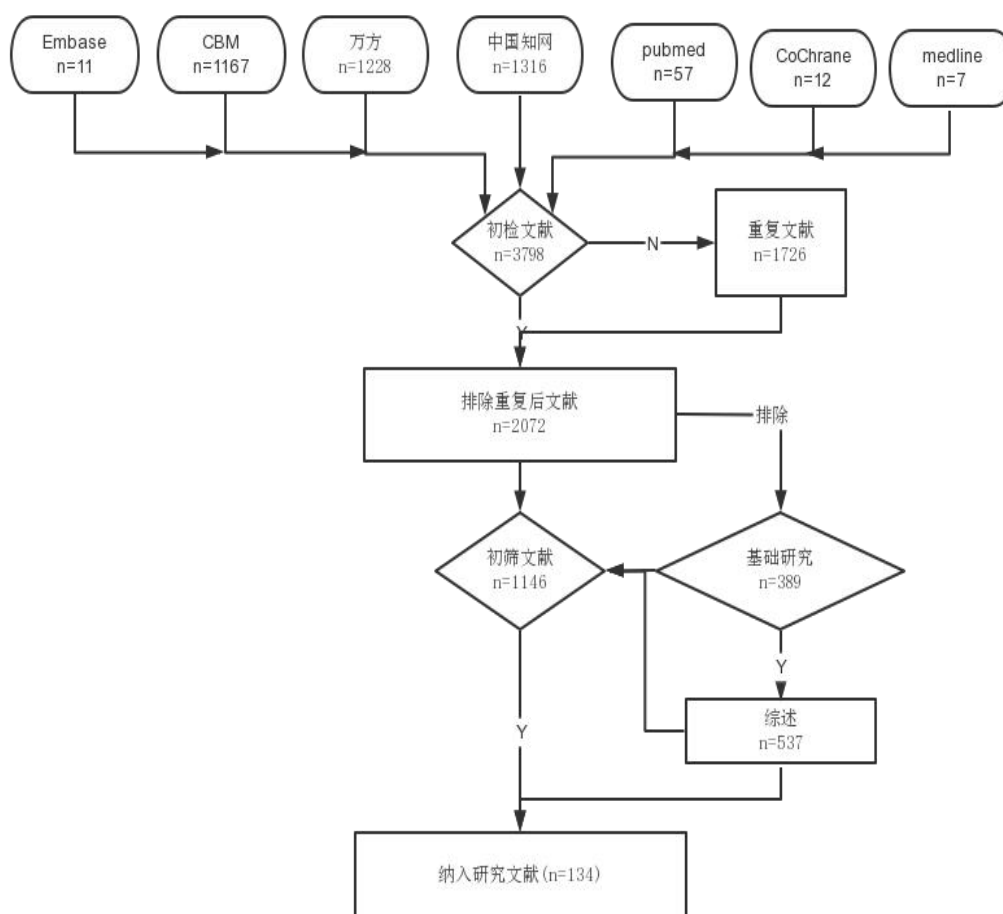 Embase
n=11
CBM
n=1167
万方
n=1228
中国知网
n=1316
pubmed
n=57
CoChrane
n=12
medline
n=7
初检文献
n=3798
N
重复文献
n=1726
Y
排除重复后文献
n=2072
排除
初筛文献
n=1146
基础研究
n=389
Y
综述
n=537
Y
纳入研究文献(n=134)